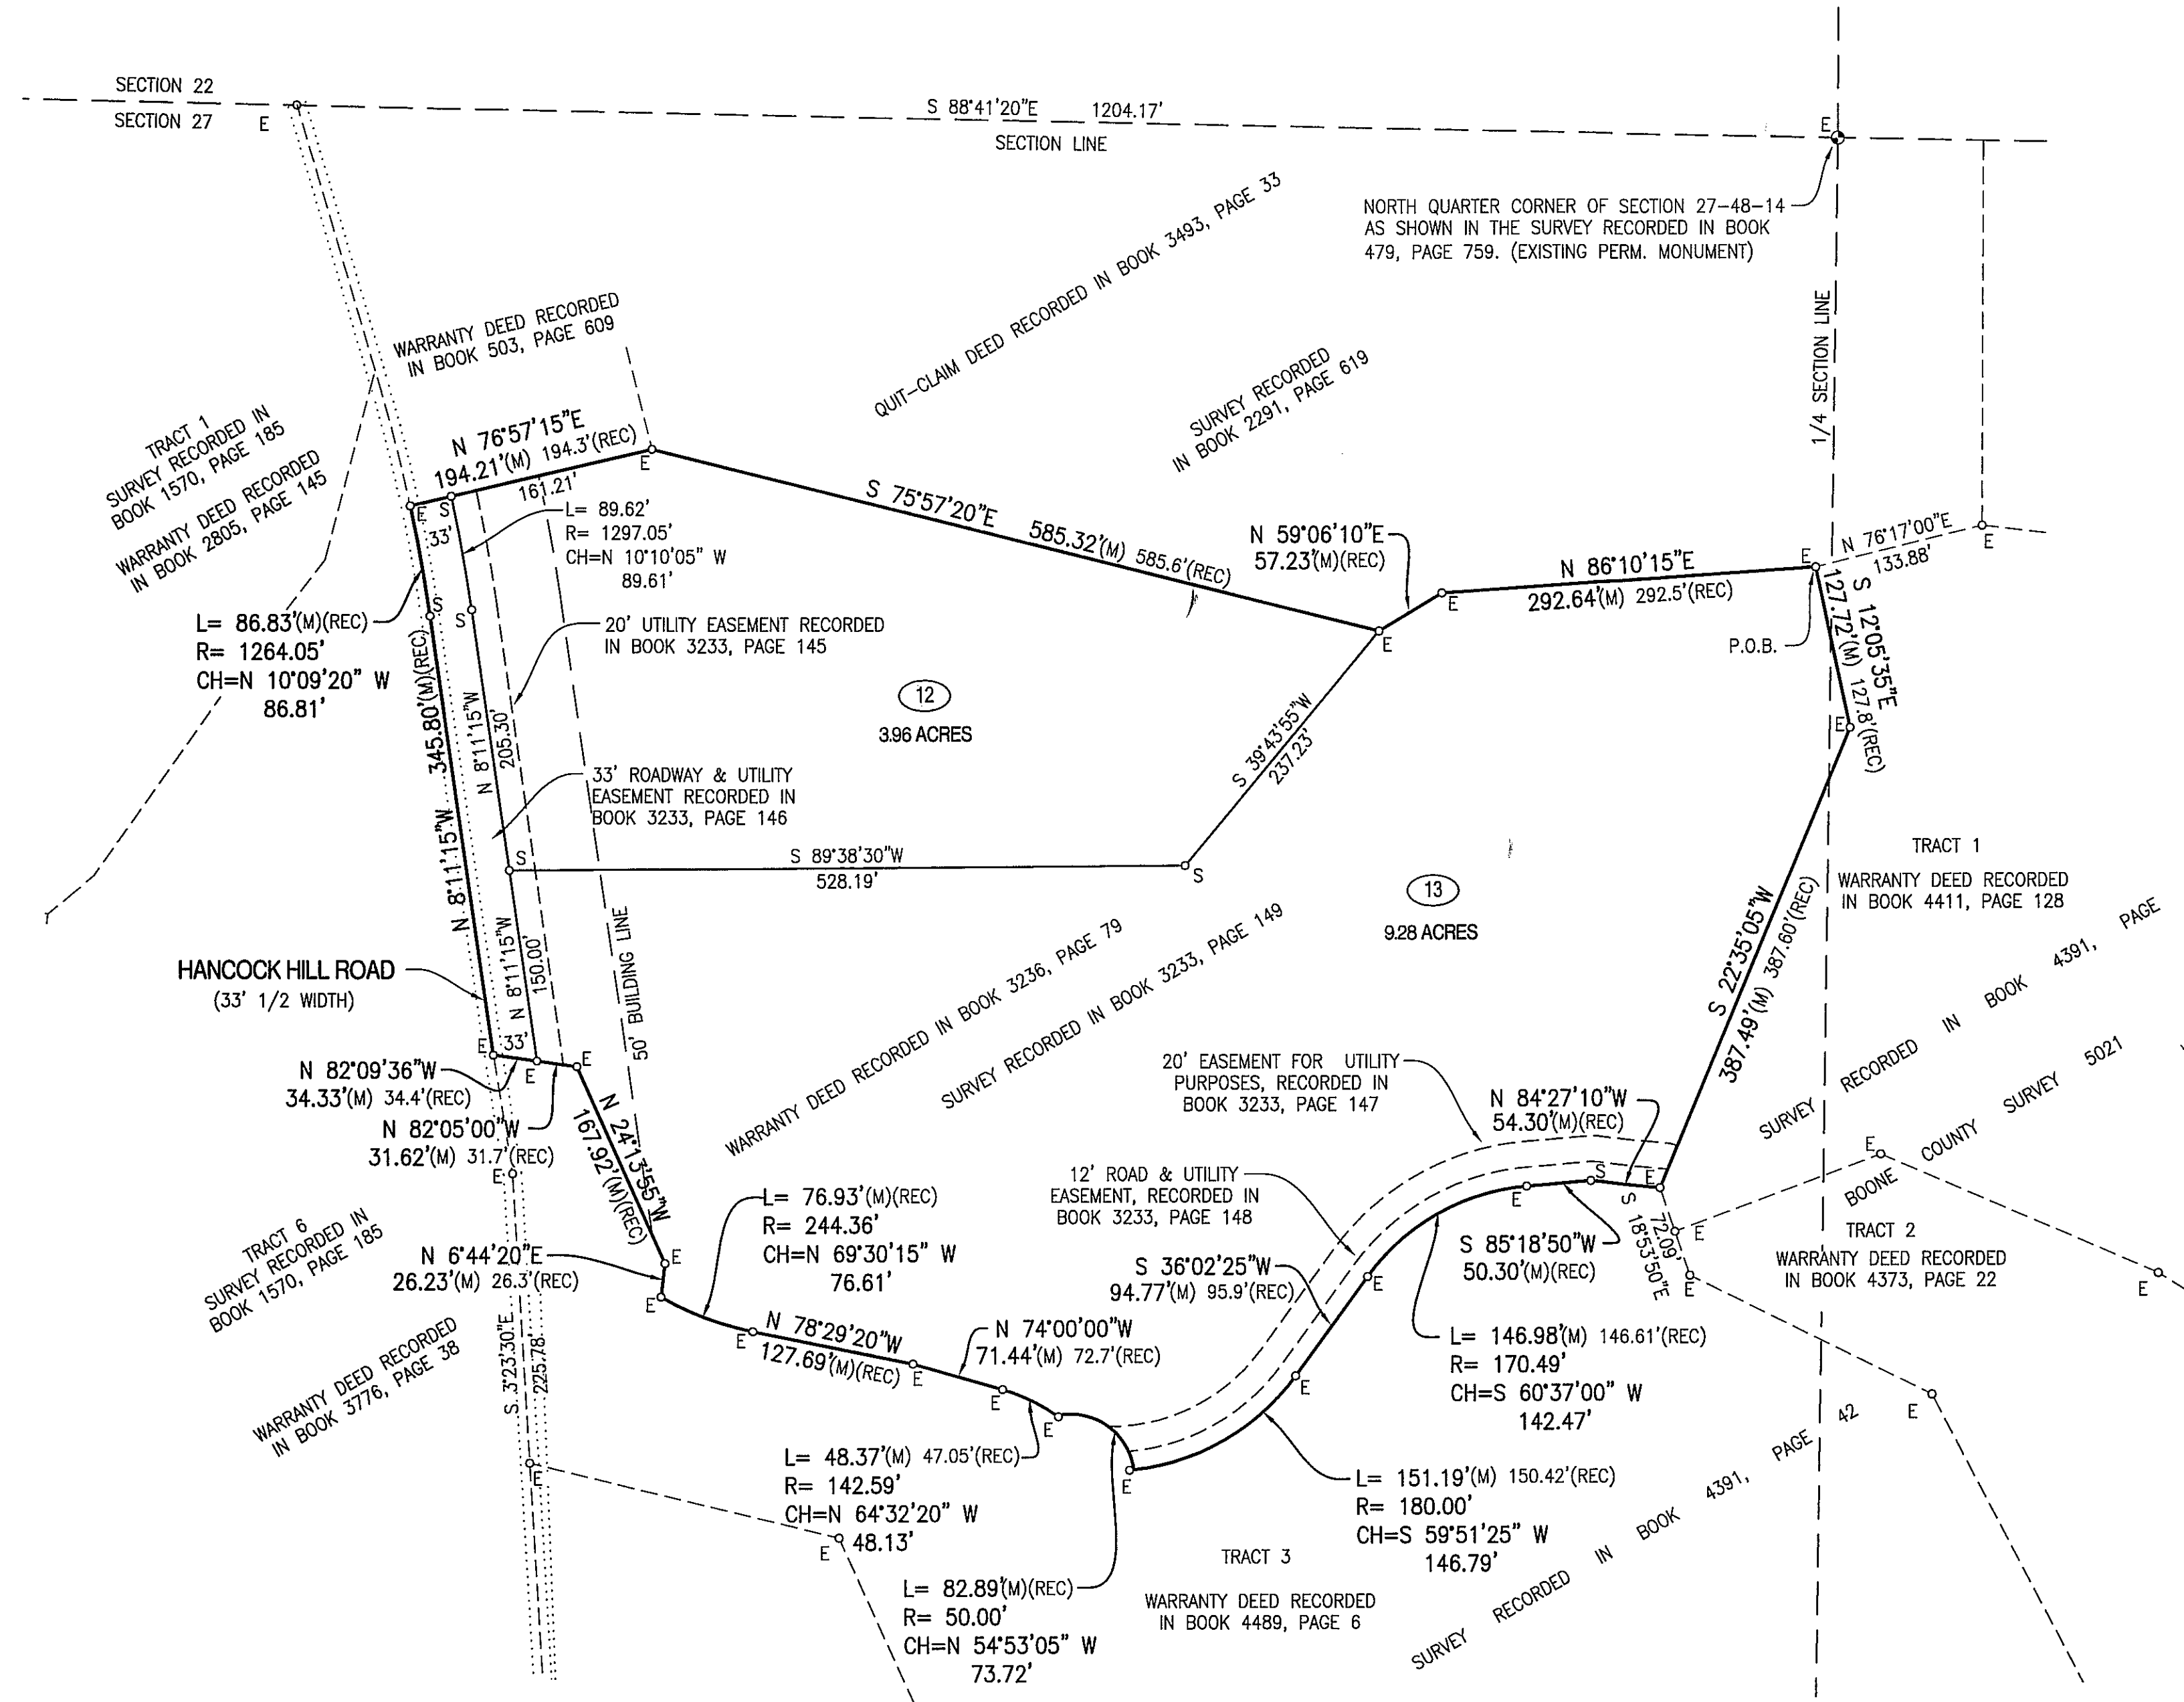 SECTION 22
SECTION 27
E
S 88°41'20"E 1204.17'
SECTION LINE
E
NORTH QUARTER CORNER OF SECTION 27-48-14
AS SHOWN IN THE SURVEY RECORDED IN BOOK
479, PAGE 759. (EXISTING PERM. MONUMENT)
1/4 SECTION LINE
QUIT-CLAIM DEED RECORDED IN BOOK 3493, PAGE 33
SURVEY RECORDED
IN BOOK 2291, PAGE 619
WARRANTY DEED RECORDED
IN BOOK 503, PAGE 609
TRACT 1
SURVEY RECORDED IN
BOOK 1570, PAGE 185
WARRANTY DEED RECORDED
IN BOOK 2805, PAGE 145
N 76°57'15"E
194.21'(M) 194.3'(REC)
161.21'
E
E
S
33'
L= 89.62'
R= 1297.05'
CH=N 10°10'05" W
89.61'
S 75°57'20"E 585.32'(M) 585.6'(REC)
N 59°06'10"E
57.23'(M)(REC)
E
E
N 86°10'15"E
292.64'(M) 292.5'(REC)
E
N 76°17'00"E
133.88'
E
P.O.B.
S 12°05'35"E
127.72'(M) 127.8'(REC)
E
S
S
L= 86.83'(M)(REC)
R= 1264.05'
CH=N 10°09'20" W
86.81'
20' UTILITY EASEMENT RECORDED
IN BOOK 3233, PAGE 145
12
3.96 ACRES
N 8°11'15"W
345.80'(M)(REC)
N 8°11'15"W
205.30'
33' ROADWAY & UTILITY
EASEMENT RECORDED IN
BOOK 3233, PAGE 146
S 39°43'55"W
237.23'
S
S 89°38'30"W
528.19'
S
13
9.28 ACRES
TRACT 1
WARRANTY DEED RECORDED
IN BOOK 4411, PAGE 128
S 22°35'05"W
387.49'(M) 387.60'(REC)
HANCOCK HILL ROAD
(33' 1/2 WIDTH)
N 8°11'15"W
150.00'
50' BUILDING LINE
WARRANTY DEED RECORDED IN BOOK 3236, PAGE 79
SURVEY RECORDED IN BOOK 3233, PAGE 149
SURVEY RECORDED IN BOOK 4391, PAGE
BOONE COUNTY SURVEY 5021
E
33'
E
E
N 82°09'36"W
34.33'(M) 34.4'(REC)
N 82°05'00"W
31.62'(M) 31.7'(REC)
E
N 24°13'55"W
167.92'(M)(REC)
20' EASEMENT FOR UTILITY
PURPOSES, RECORDED IN
BOOK 3233, PAGE 147
N 84°27'10"W
54.30'(M)(REC)
S
E
12' ROAD & UTILITY
EASEMENT, RECORDED IN
BOOK 3233, PAGE 148
S 18°53'50"E
72.09'
E
E
E
E
E
TRACT 2
WARRANTY DEED RECORDED
IN BOOK 4373, PAGE 22
TRACT 6
SURVEY RECORDED IN
BOOK 1570, PAGE 185
WARRANTY DEED RECORDED
IN BOOK 3776, PAGE 38
S 3°23'30"E
225.78'
N 6°44'20"E
26.23'(M) 26.3'(REC)
E
E
L= 76.93'(M)(REC)
R= 244.36'
CH=N 69°30'15" W
76.61'
E
N 78°29'20"W
127.69'(M)(REC)
E
N 74°00'00"W
71.44'(M) 72.7'(REC)
E
E
S 36°02'25"W
94.77'(M) 95.9'(REC)
E
E
S 85°18'50"W
50.30'(M)(REC)
E
L= 146.98'(M) 146.61'(REC)
R= 170.49'
CH=S 60°37'00" W
142.47'
L= 48.37'(M) 47.05'(REC)
R= 142.59'
CH=N 64°32'20" W
48.13'
E
E
E
L= 151.19'(M) 150.42'(REC)
R= 180.00'
CH=S 59°51'25" W
146.79'
L= 82.89'(M)(REC)
R= 50.00'
CH=N 54°53'05" W
73.72'
TRACT 3
WARRANTY DEED RECORDED
IN BOOK 4489, PAGE 6
SURVEY RECORDED IN BOOK 4391, PAGE 42